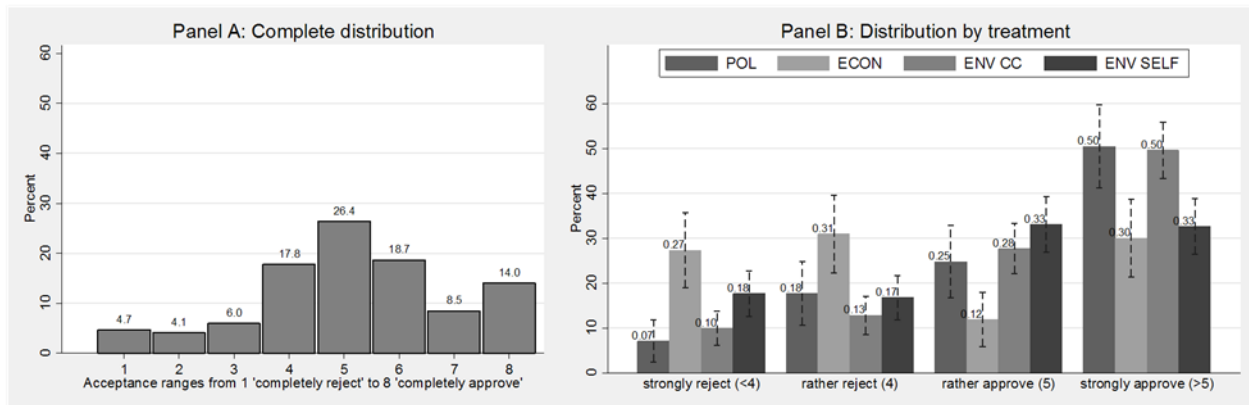 Panel A: Complete distribution
Percent
60
50
40
30
20
10
0
4.7
4.1
6.0
17.8
26.4
18.7
8.5
14.0
1 2 3 4 5 6 7 8
Acceptance ranges from 1 'completely reject' to 8 'completely approve'
Panel B: Distribution by treatment
POL ECON ENV CC ENV SELF
Percent
60
50
40
30
20
10
0
0.07 0.27 0.10 0.18
0.18 0.31 0.13 0.17
0.25 0.12 0.28 0.33
0.50 0.30 0.50 0.33
strongly reject (<4) rather reject (4) rather approve (5) strongly approve (>5)